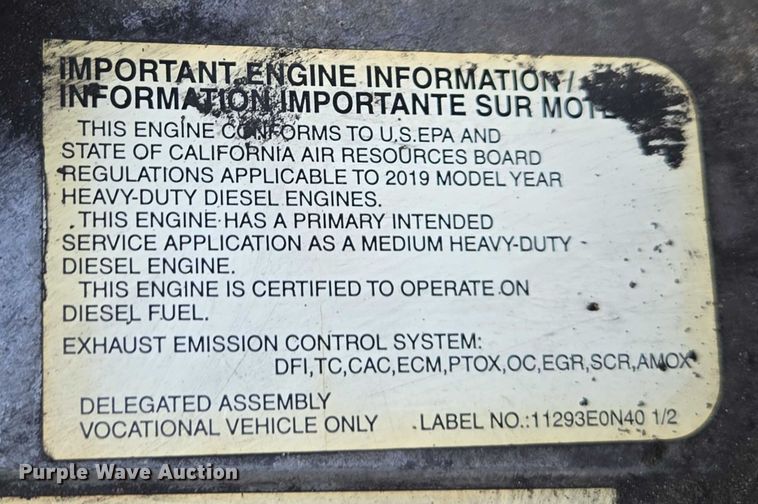 IMPORTANT ENGINE INFORMATION /
INFORMATION IMPORTANTE SUR
THIS ENGINE CONFORMS TO U.S.EPA AND
STATE OF CALIFORNIA AIR RESOURCES BOARD
REGULATIONS APPLICABLE TO 2019 MODEL YEAR
HEAVY-DUTY DIESEL ENGINES.
THIS ENGINE HAS A PRIMARY INTENDED
SERVICE APPLICATION AS A MEDIUM HEAVY-DUTY
DIESEL ENGINE.
THIS ENGINE IS CERTIFIED TO OPERATE ON
DIESEL FUEL.
EXHAUST EMISSION CONTROL SYSTEM:
DFI,TC,CAC,ECM,PTOX,OC,EGR,SCR,AMOX
DELEGATED ASSEMBLY
VOCATIONAL VEHICLE ONLY LABEL NO.:11293E0N40 1/2
Purple Wave Auction